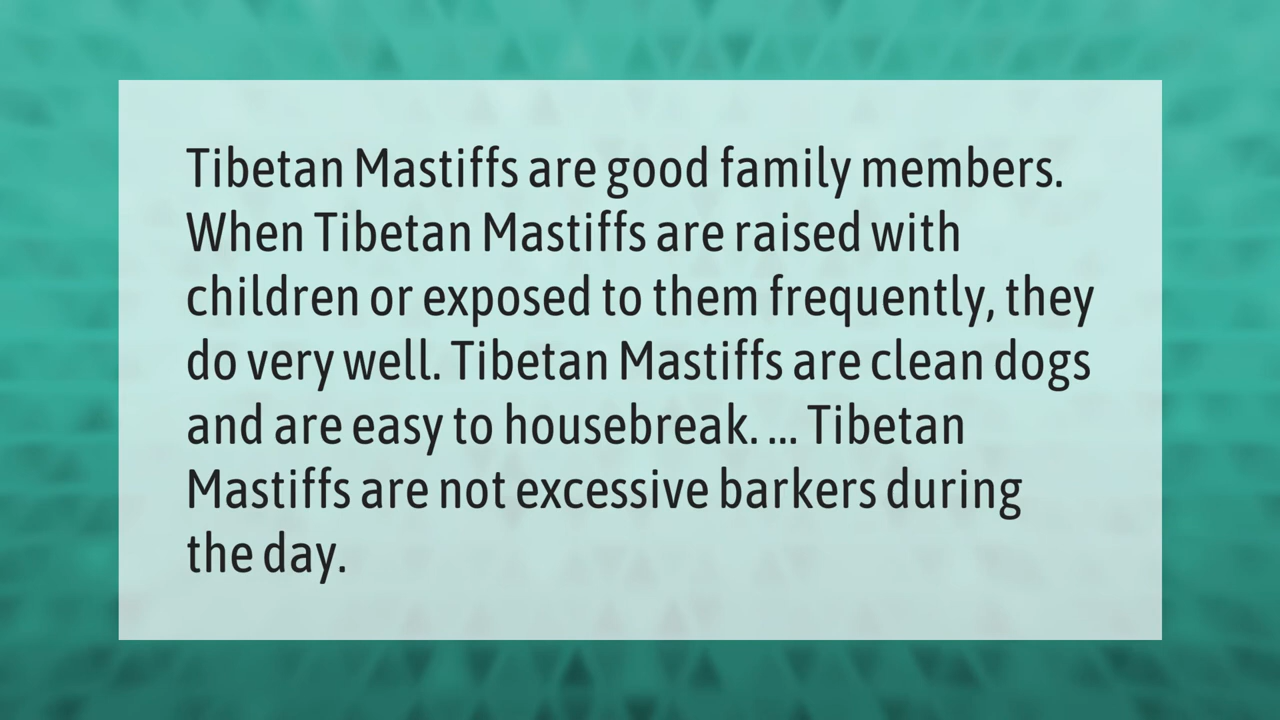 Tibetan Mastiffs are good family members.
When Tibetan Mastiffs are raised with
children or exposed to them frequently, they
do very well. Tibetan Mastiffs are clean dogs
and are easy to housebreak. ... Tibetan
Mastiffs are not excessive barkers during
the day.